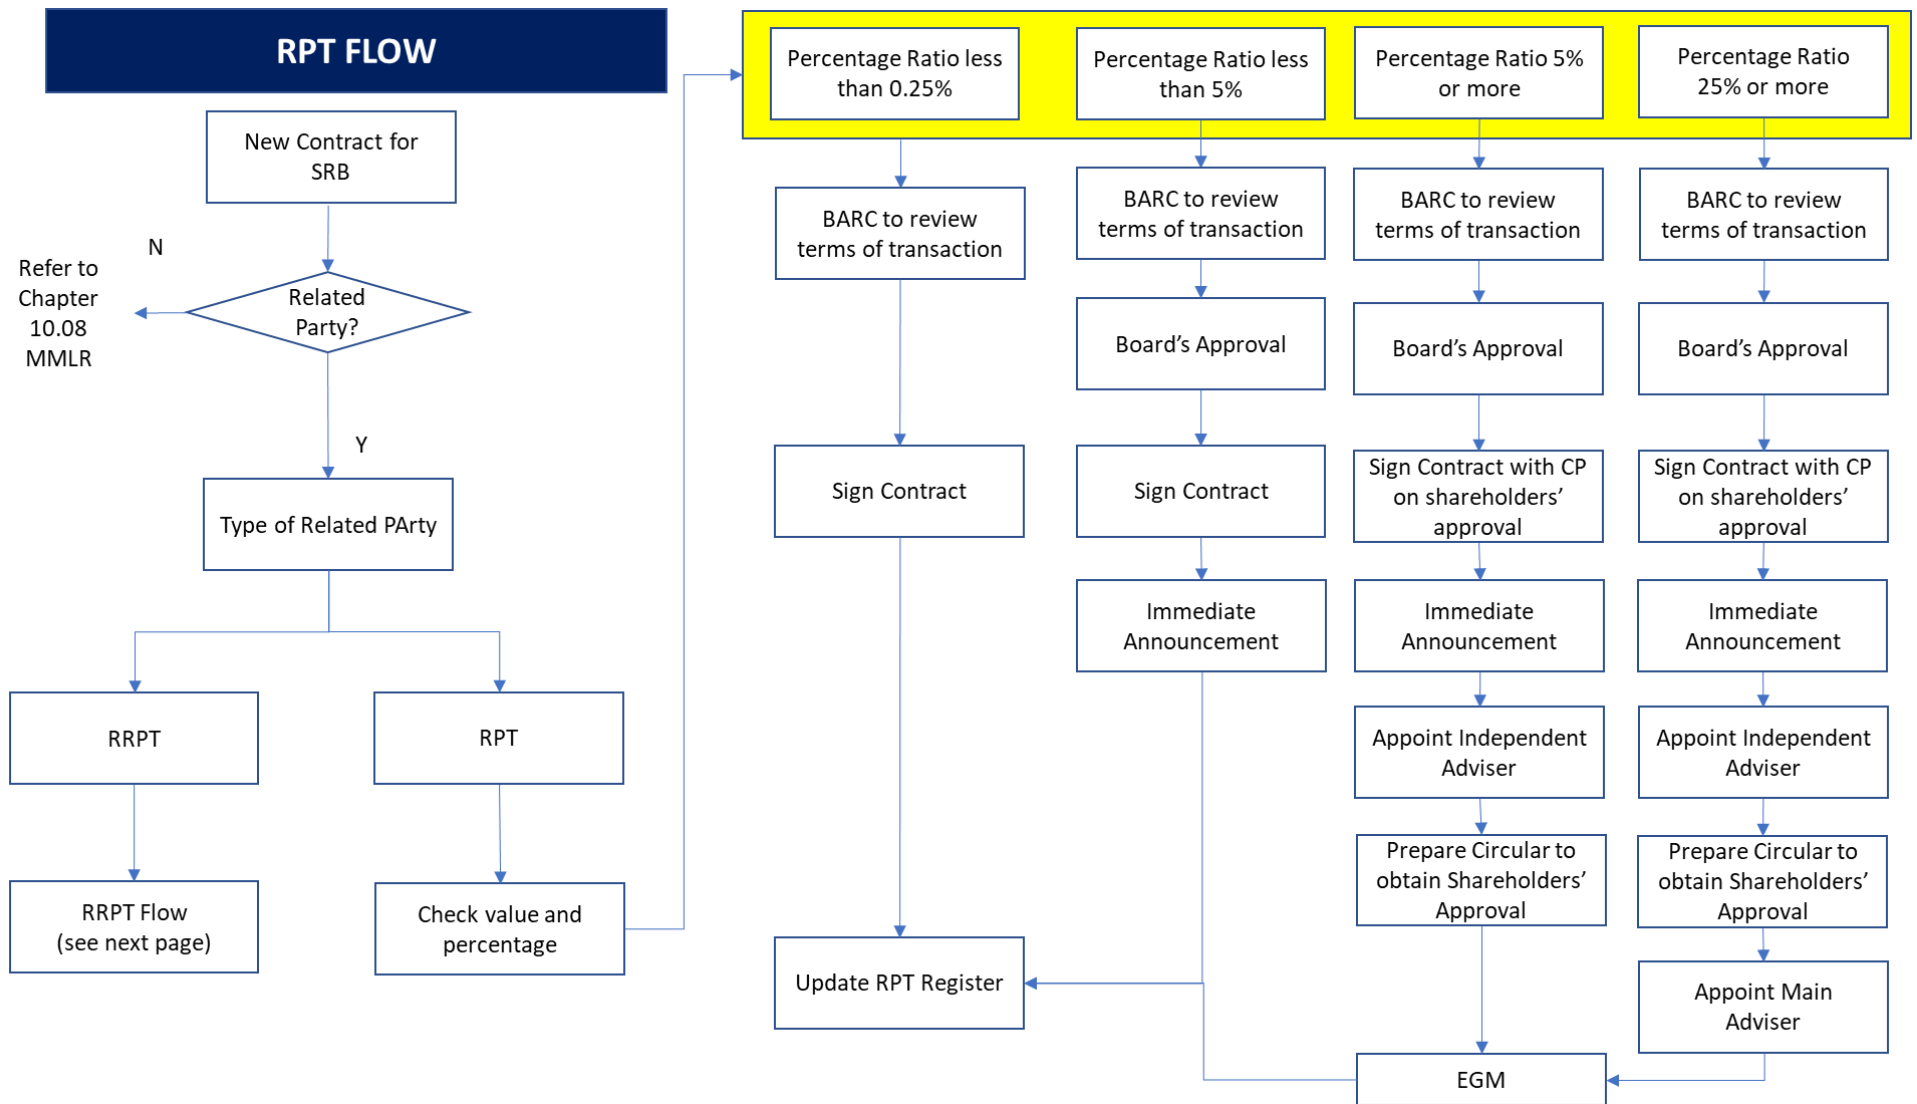 RPT FLOW
New Contract for
SRB
N
Refer to
Chapter
10.08
MMLR
Related
Party?
Y
Type of Related PArty
RRPT
RPT
RRPT Flow
(see next page)
Check value and
percentage
Percentage Ratio less
than 0.25%
BARC to review
terms of transaction
Sign Contract
Update RPT Register
Percentage Ratio less
than 5%
BARC to review
terms of transaction
Board’s Approval
Sign Contract
Immediate
Announcement
Percentage Ratio 5%
or more
BARC to review
terms of transaction
Board’s Approval
Sign Contract with CP
on shareholders’
approval
Immediate
Announcement
Appoint Independent
Adviser
Prepare Circular to
obtain Shareholders’
Approval
EGM
Percentage Ratio
25% or more
BARC to review
terms of transaction
Board’s Approval
Sign Contract with CP
on shareholders’
approval
Immediate
Announcement
Appoint Independent
Adviser
Prepare Circular to
obtain Shareholders’
Approval
Appoint Main
Adviser